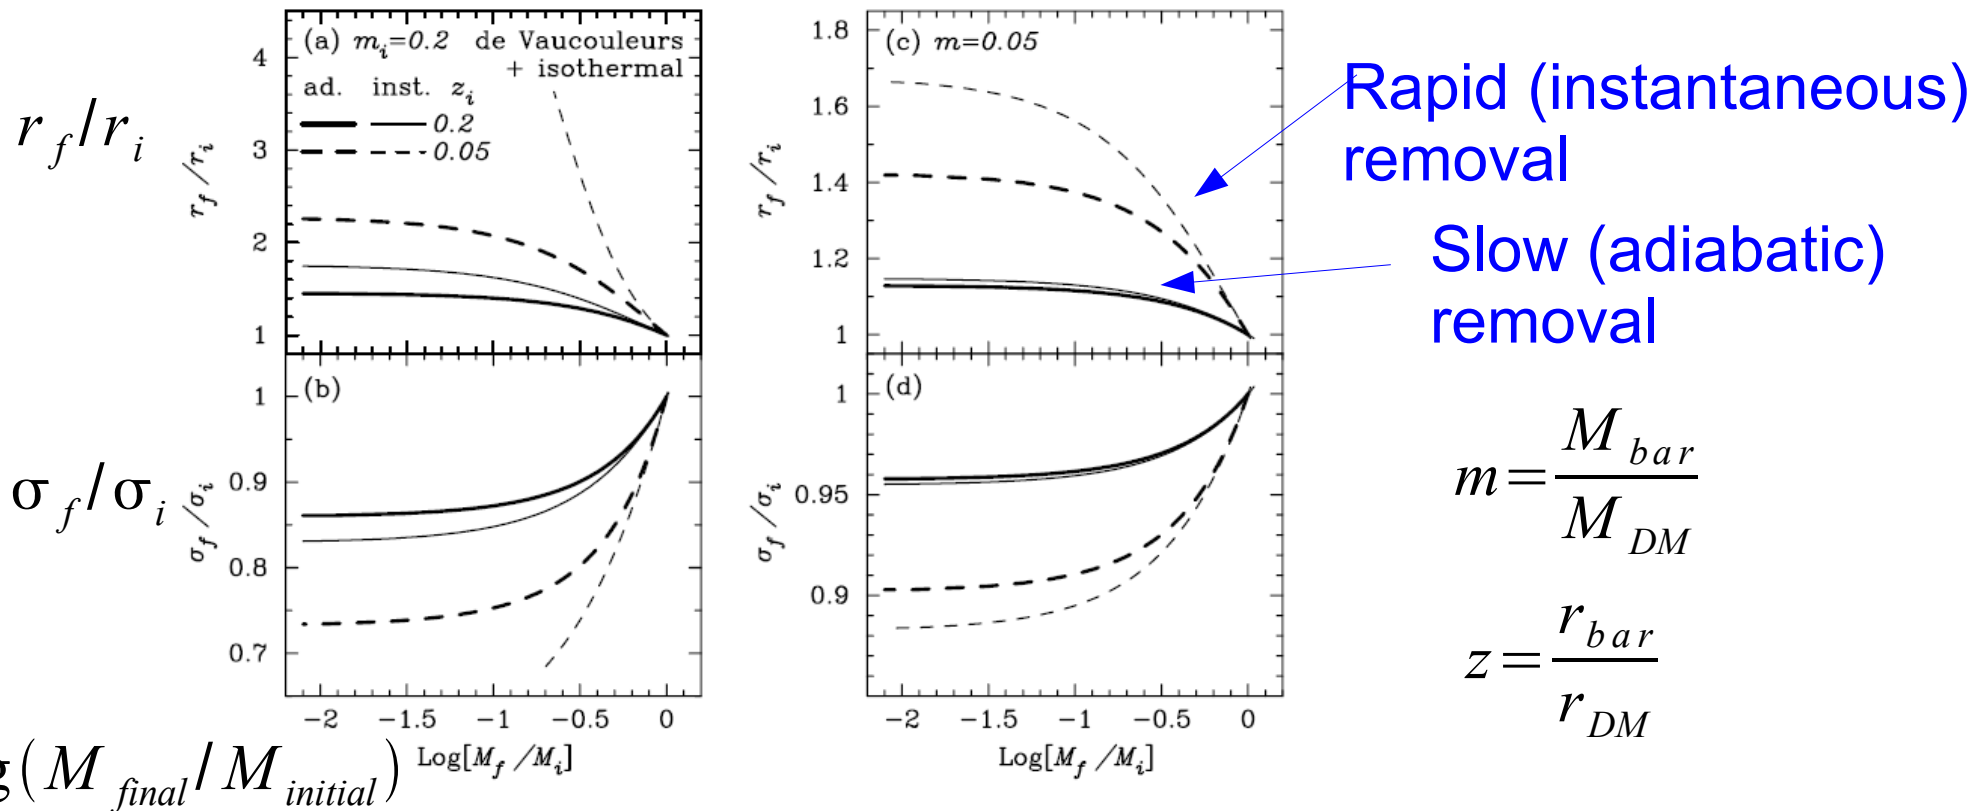 r_f/r_i
σ_f/σ_i
g(M_final/M_initial)
(a) m_i=0.2 de Vaucouleurs
+ isothermal
ad. inst. z_i
0.2
0.05
r_f/r_i
4
3
2
1
(b)
σ_f/σ_i
1
0.9
0.8
0.7
−2 −1.5 −1 −0.5 0
Log[M_f/M_i]
(c) m=0.05
r_f/r_i
1.8
1.6
1.4
1.2
1
(d)
σ_f/σ_i
1
0.95
0.9
−2 −1.5 −1 −0.5 0
Log[M_f/M_i]
Rapid (instantaneous)
removal
Slow (adiabatic)
removal
m=M_bar/M_DM
z=r_bar/r_DM